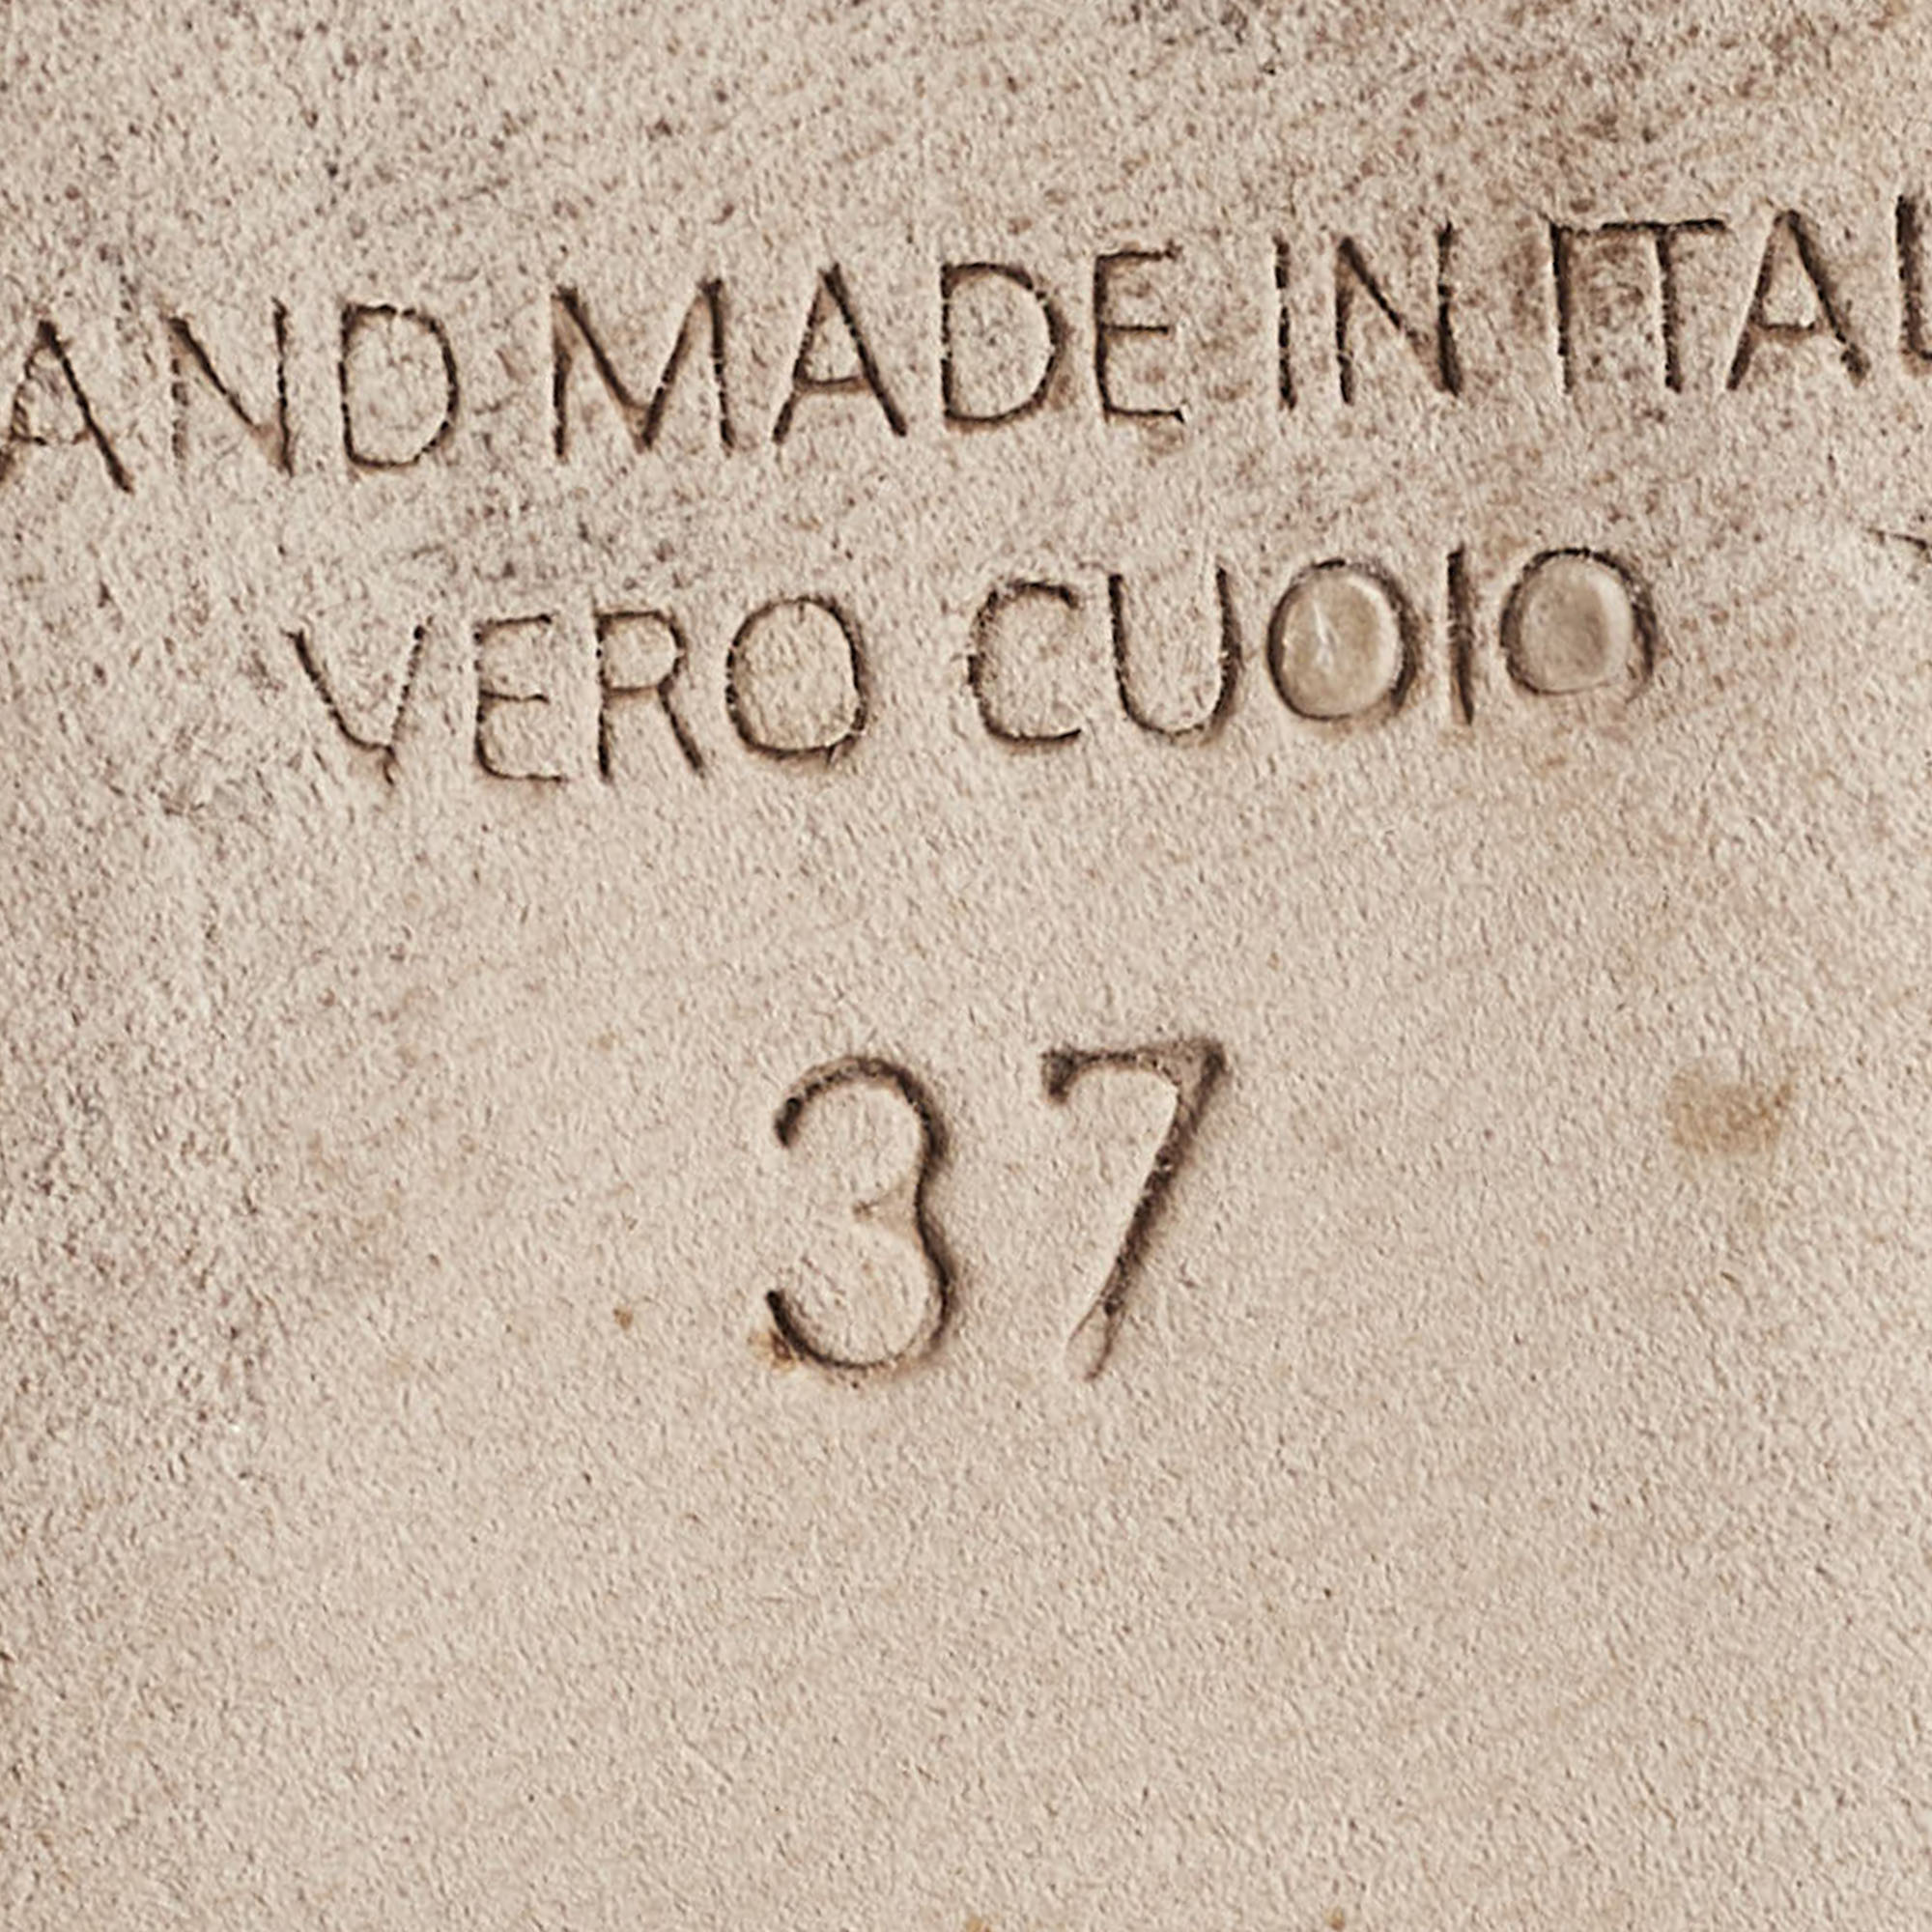 AND MADE IN ITAL
VERO CUOIO
37